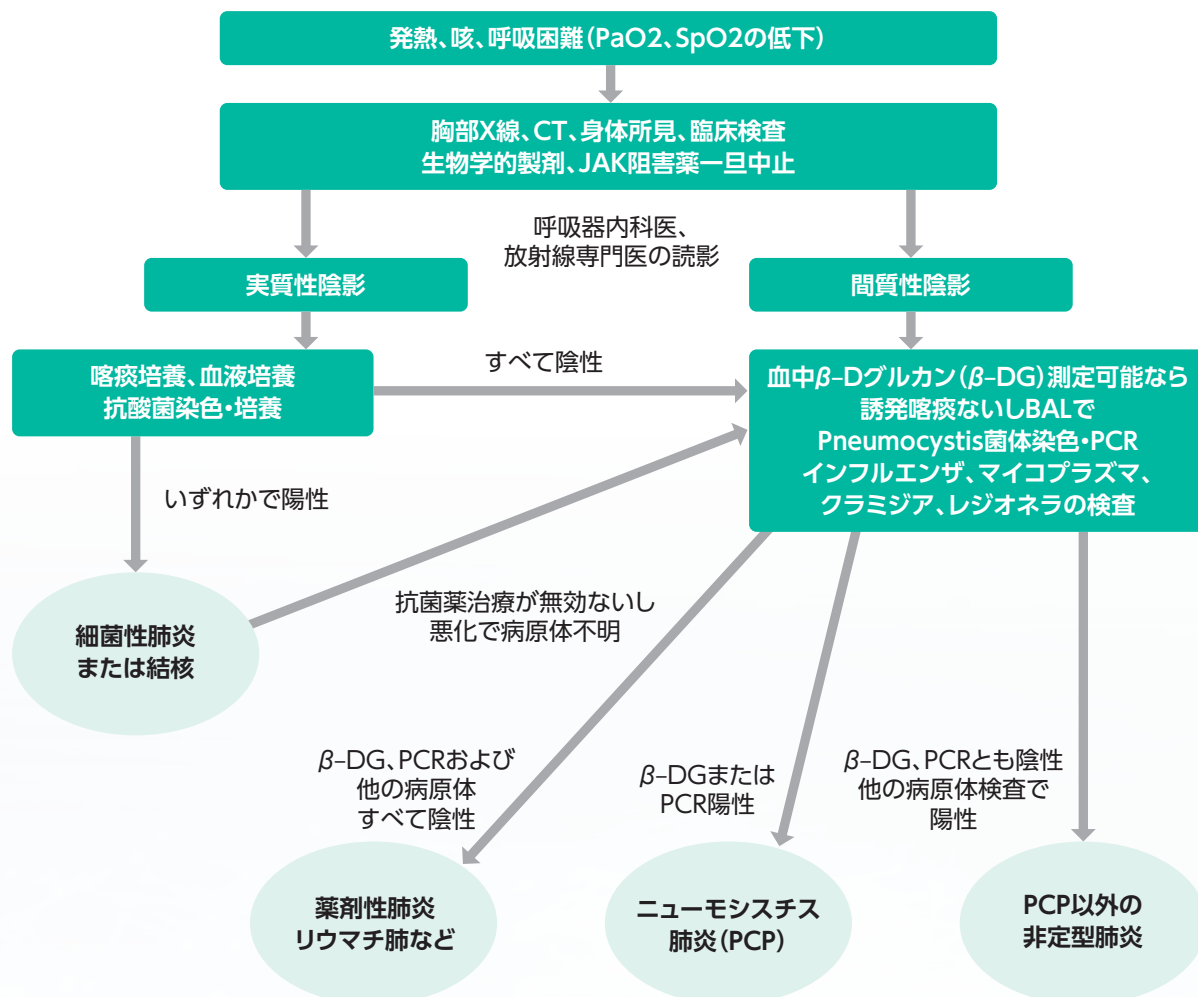 発熱、咳、呼吸困難（PaO2、SpO2の低下）
胸部X線、CT、身体所見、臨床検査
生物学的製剤、JAK阻害薬一旦中止
呼吸器内科医、
放射線専門医の読影
実質性陰影
間質性陰影
喀痰培養、血液培養
抗酸菌染色・培養
すべて陰性
血中β–Dグルカン（β–DG）測定可能なら
誘発喀痰ないしBALで
Pneumocystis菌体染色・PCR
インフルエンザ、マイコプラズマ、
クラミジア、レジオネラの検査
いずれかで陽性
細菌性肺炎
または結核
抗菌薬治療が無効ないし
悪化で病原体不明
β–DG、PCRおよび
他の病原体
すべて陰性
β–DGまたは
PCR陽性
β–DG、PCRとも陰性
他の病原体検査で
陽性
薬剤性肺炎
リウマチ肺など
ニューモシスチス
肺炎（PCP）
PCP以外の
非定型肺炎